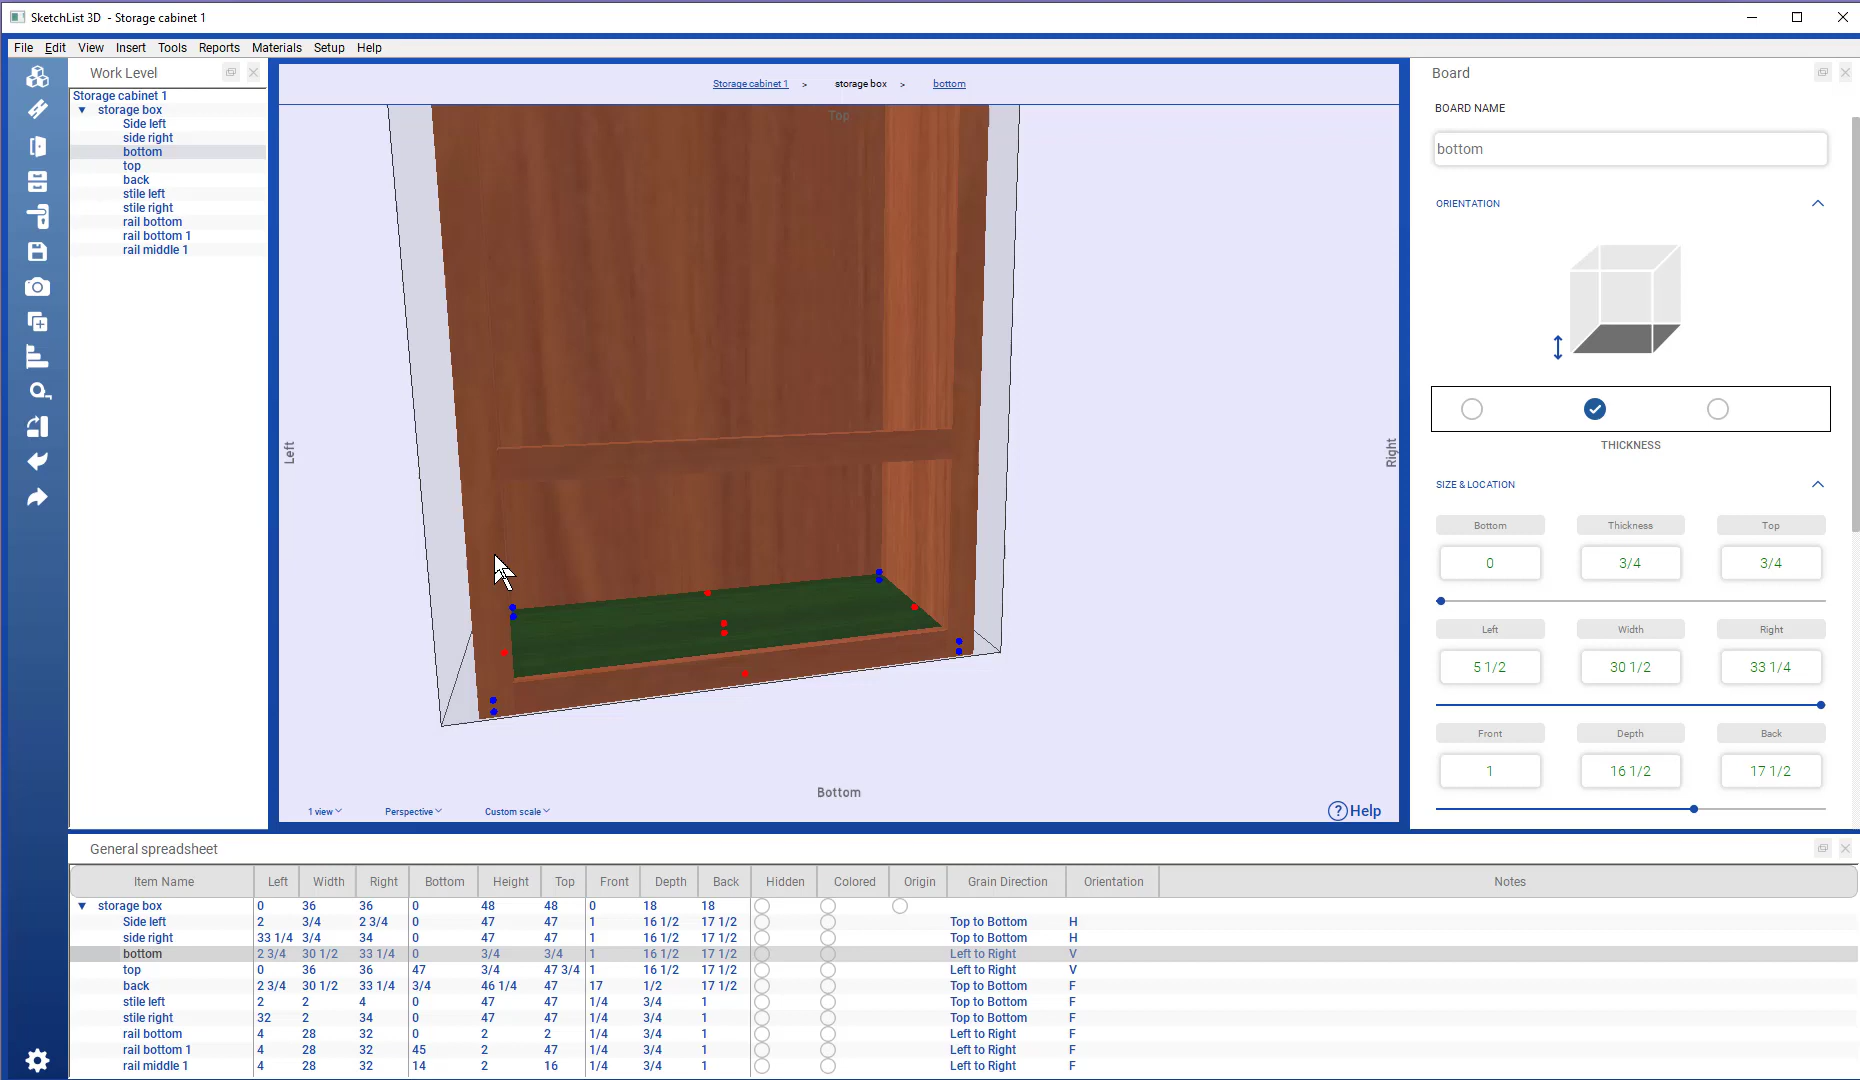 SketchList 3D - Storage cabinet 1
File Edit View Insert Tools Reports Materials Setup Help
Work Level
Storage cabinet 1
storage box
Side left
side right
bottom
top
back
stile left
stile right
rail bottom
rail bottom 1
rail middle 1
Storage cabinet 1 > storage box > bottom
Top
Left
Right
Bottom
1 view
Perspective
Custom scale
? Help
Board
BOARD NAME
bottom
ORIENTATION
THICKNESS
SIZE & LOCATION
Bottom Thickness Top
0 3/4 3/4
Left Width Right
5 1/2 30 1/2 33 1/4
Front Depth Back
1 16 1/2 17 1/2
General spreadsheet
Item Name Left Width Right Bottom Height Top Front Depth Back Hidden Colored Origin Grain Direction Orientation Notes
storage box 0 36 36 0 48 48 0 18 18
Side left 2 3/4 2 3/4 0 47 47 1 16 1/2 17 1/2 Top to Bottom H
side right 33 1/4 3/4 34 0 47 47 1 16 1/2 17 1/2 Top to Bottom H
bottom 2 3/4 30 1/2 33 1/4 0 3/4 3/4 1 16 1/2 17 1/2 Left to Right V
top 0 36 36 47 3/4 47 3/4 1 16 1/2 17 1/2 Left to Right V
back 2 3/4 30 1/2 33 1/4 3/4 46 1/4 47 17 1/2 17 1/2 Top to Bottom F
stile left 2 2 4 0 47 47 1/4 3/4 1 Top to Bottom F
stile right 32 2 34 0 47 47 1/4 3/4 1 Top to Bottom F
rail bottom 4 28 32 0 2 2 1/4 3/4 1 Left to Right F
rail bottom 1 4 28 32 45 2 47 1/4 3/4 1 Left to Right F
rail middle 1 4 28 32 14 2 16 1/4 3/4 1 Left to Right F